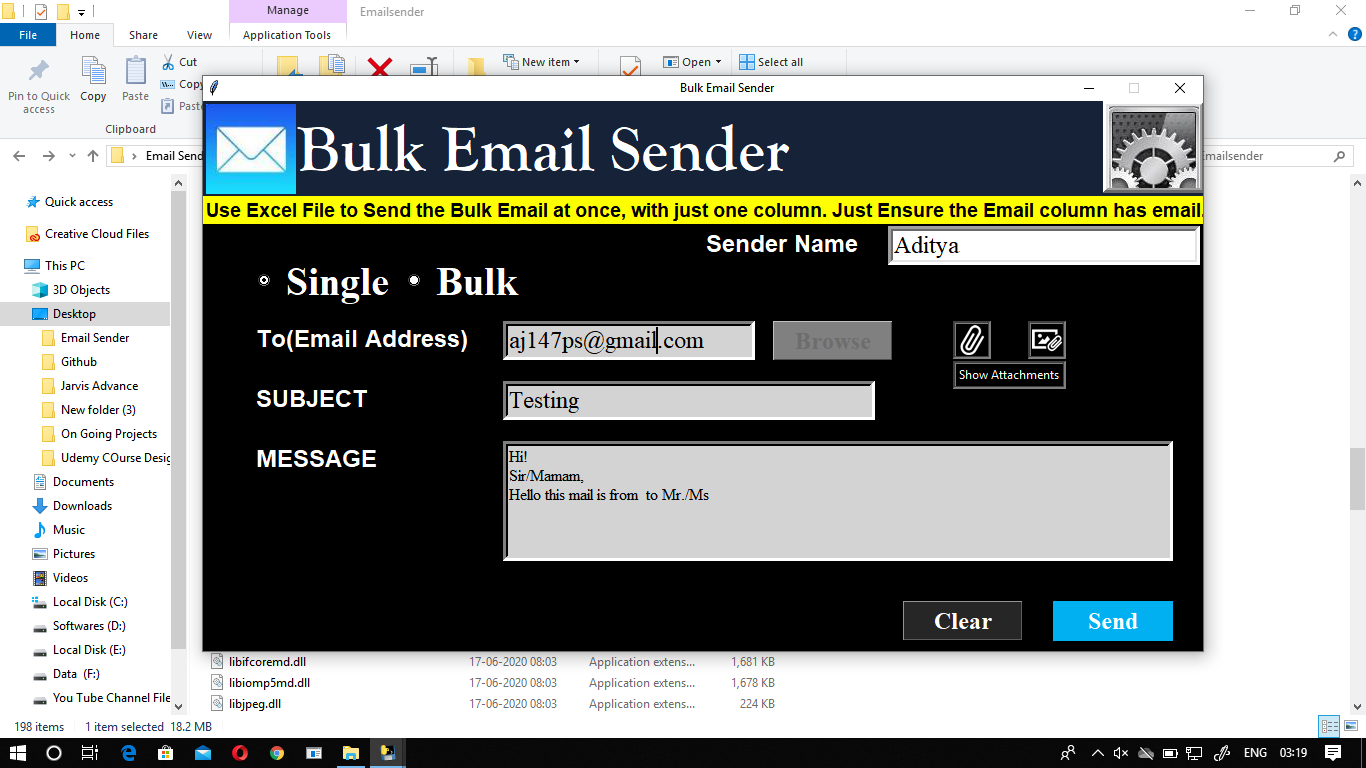 Manage
Emailsender
File
Home
Share
View
Application Tools
Pin to Quick access
Copy
Paste
Cut
Copy
Paste
New item
Open
Select all
Clipboard
Email Send
Emailsender
Bulk Email Sender
Bulk Email Sender
Use Excel File to Send the Bulk Email at once, with just one column. Just Ensure the Email column has email.
Sender Name
Aditya
Single
Bulk
To(Email Address)
aj147ps@gmail.com
Browse
Show Attachments
SUBJECT
Testing
MESSAGE
Hi!
Sir/Mamam,
Hello this mail is from  to Mr./Ms
Clear
Send
Quick access
Creative Cloud Files
This PC
3D Objects
Desktop
Email Sender
Github
Jarvis Advance
New folder (3)
On Going Projects
Udemy COurse Desig
Documents
Downloads
Music
Pictures
Videos
Local Disk (C:)
Softwares (D:)
Local Disk (E:)
Data (F:)
You Tube Channel File
libifcoremd.dll 17-06-2020 08:03 Application extens... 1,681 KB
libiomp5md.dll 17-06-2020 08:03 Application extens... 1,678 KB
libjpeg.dll 17-06-2020 08:03 Application extens... 224 KB
198 items 1 item selected 18.2 MB
ENG 03:19